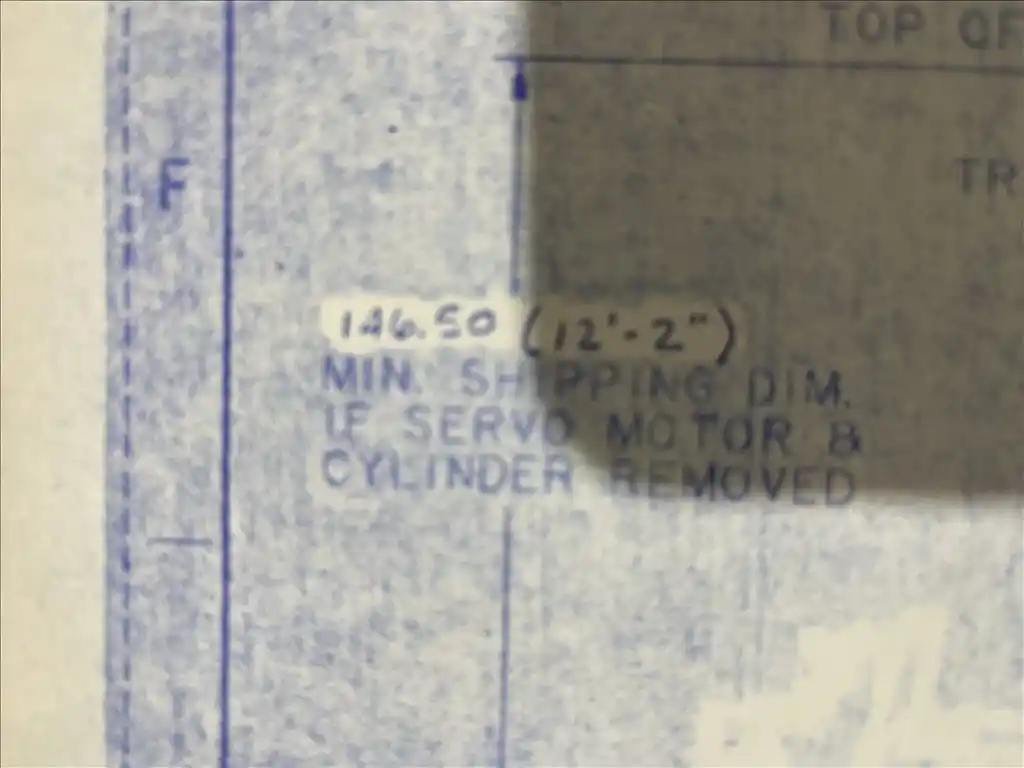 TOP OF
TR
F
146.50 (12'-2")
MIN. SHIPPING DIM.
IF SERVO MOTOR &
CYLINDER REMOVED